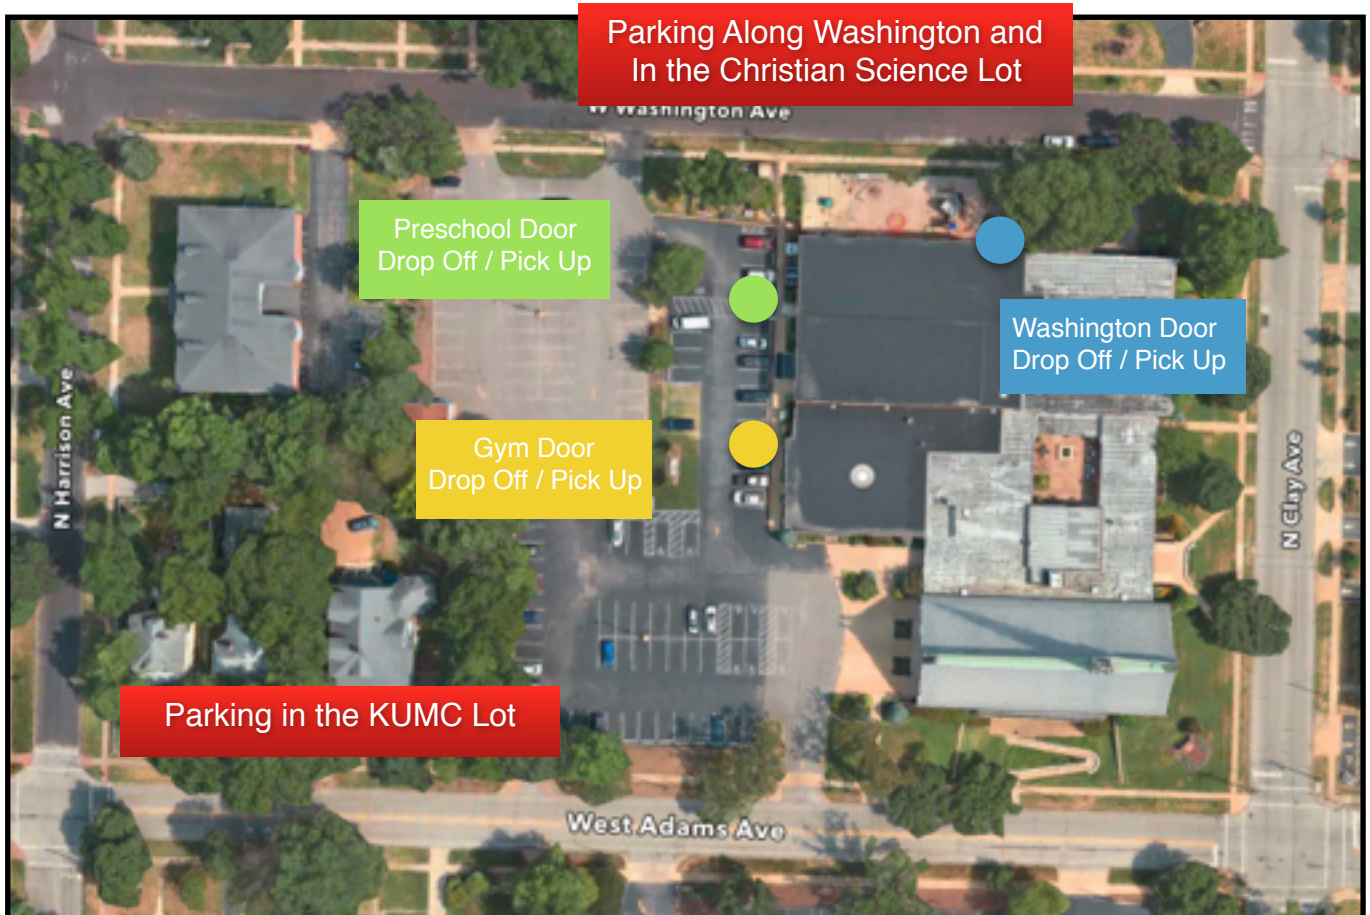 Parking Along Washington and
In the Christian Science Lot
W Washington Ave
Preschool Door
Drop Off / Pick Up
Washington Door
Drop Off / Pick Up
N Harrison Ave
Gym Door
Drop Off / Pick Up
N Clay Ave
Parking in the KUMC Lot
West Adams Ave